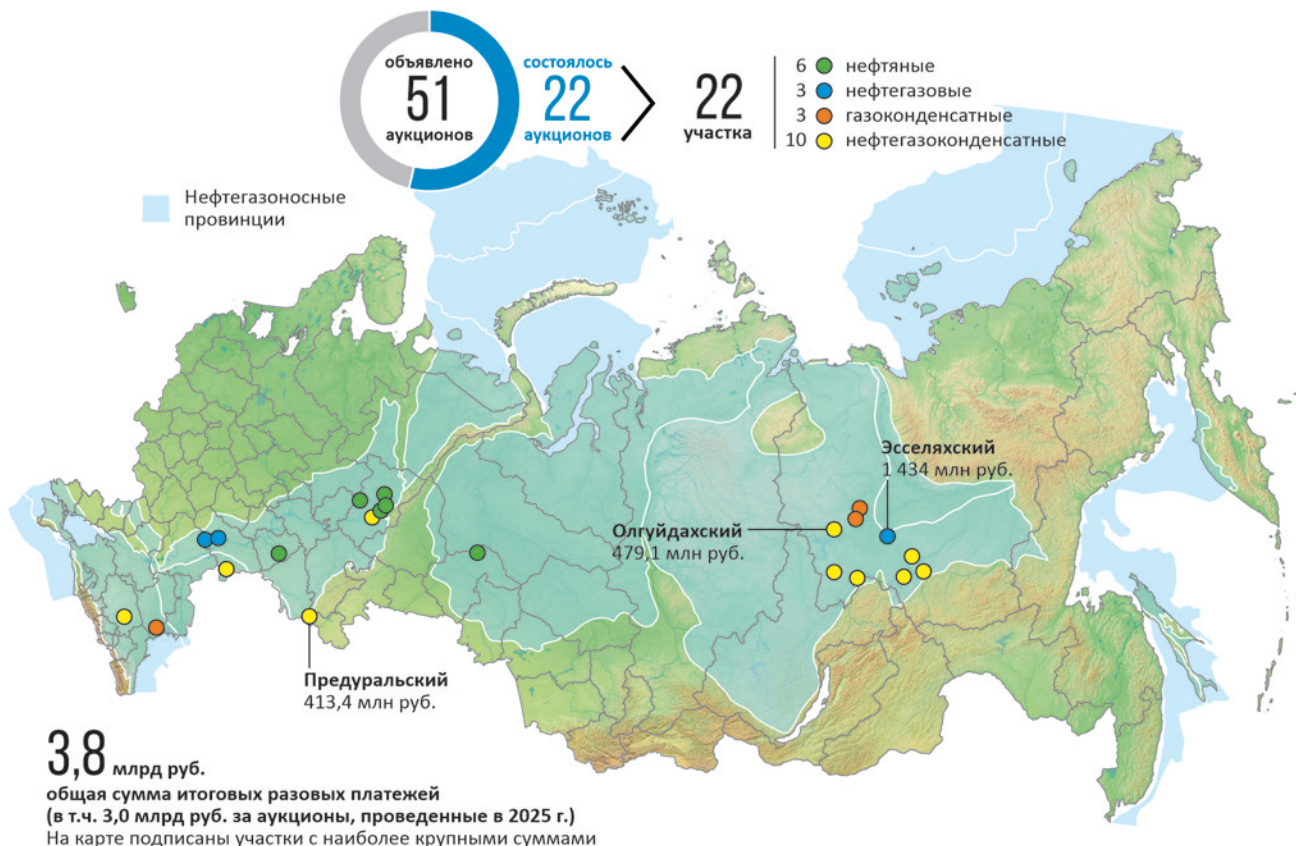 объявлено
51
аукционов
состоялось
22
аукционов
22
участка
6 нефтяные
3 нефтегазовые
3 газоконденсатные
10 нефтегазоконденсатные
Нефтегазоносные
провинции
Эсселяхский
1 434 млн руб.
Олгуйдахский
479,1 млн руб.
Предуральский
413,4 млн руб.
3,8 млрд руб.
общая сумма итоговых разовых платежей
(в т.ч. 3,0 млрд руб. за аукционы, проведенные в 2025 г.)
На карте подписаны участки с наиболее крупными суммами